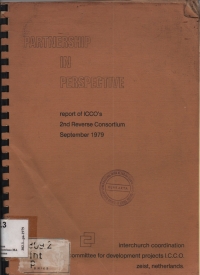 PARTNERSHIP
IN
PERSPECTIVE
report of ICCO's
2nd Reverse Consortium
September 1979
interchurch coordination
committee for development projects I.C.C.O.
zeist, netherlands.